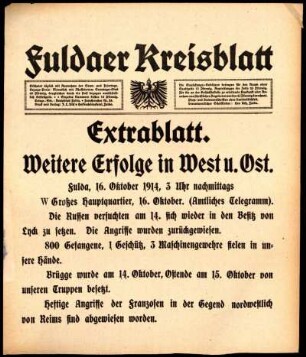 Fuldaer Kreisblatt
Extrablatt.
Weitere Erfolge in West u. Ost.
Fulda, 16. Oktober 1914, 3 Uhr nachmittags
W Großes Hauptquartier, 16. Oktober. (Amtliches Telegramm).
Die Russen versuchten am 14. sich wieder in den Besitz von
Lyck zu setzen. Die Angriffe wurden zurückgewiesen.
800 Gefangene, 1 Geschütz, 3 Maschinengewehre fielen in un-
sere Hände.
Brügge wurde am 14. Oktober, Ostende am 15. Oktober von
unseren Truppen besetzt.
Heftige Angriffe der Franzosen in der Gegend nordwestlich
von Reims sind abgewiesen worden.